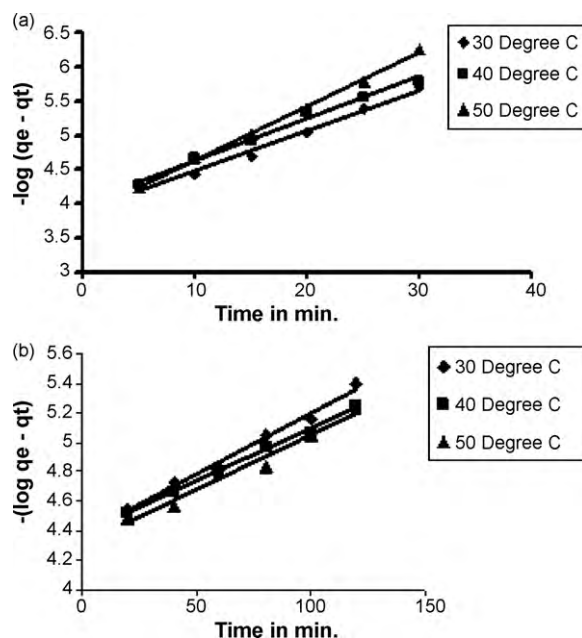 (a)
6.5
6
5.5
5
4.5
4
3.5
3
0
10
20
30
40
-log (qe - qt)
Time in min.
30 Degree C
40 Degree C
50 Degree C
(b)
5.6
5.4
5.2
5
4.8
4.6
4.4
4.2
4
0
50
100
150
-(log qe - qt)
Time in min.
30 Degree C
40 Degree C
50 Degree C